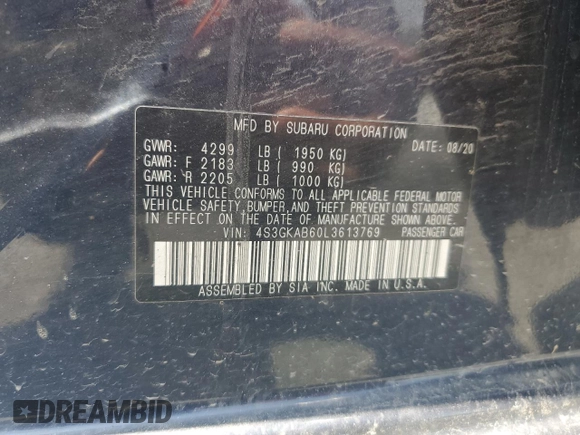 MFD BY SUBARU CORPORATION DATE: 08/20
GVWR: 4299 LB ( 1950 KG)
GAWR: F 2183 LB ( 990 KG)
GAWR: R 2205 LB ( 1000 KG)
THIS VEHICLE CONFORMS TO ALL APPLICABLE FEDERAL MOTOR
VEHICLE SAFETY, BUMPER, AND THEFT PREVENTION STANDARDS
IN EFFECT ON THE DATE OF MANUFACTURE SHOWN ABOVE.
VIN: 4S3GKAB60L3613769 PASSENGER CAR
ASSEMBLED BY SIA INC. MADE IN U.S.A.
DREAMBID